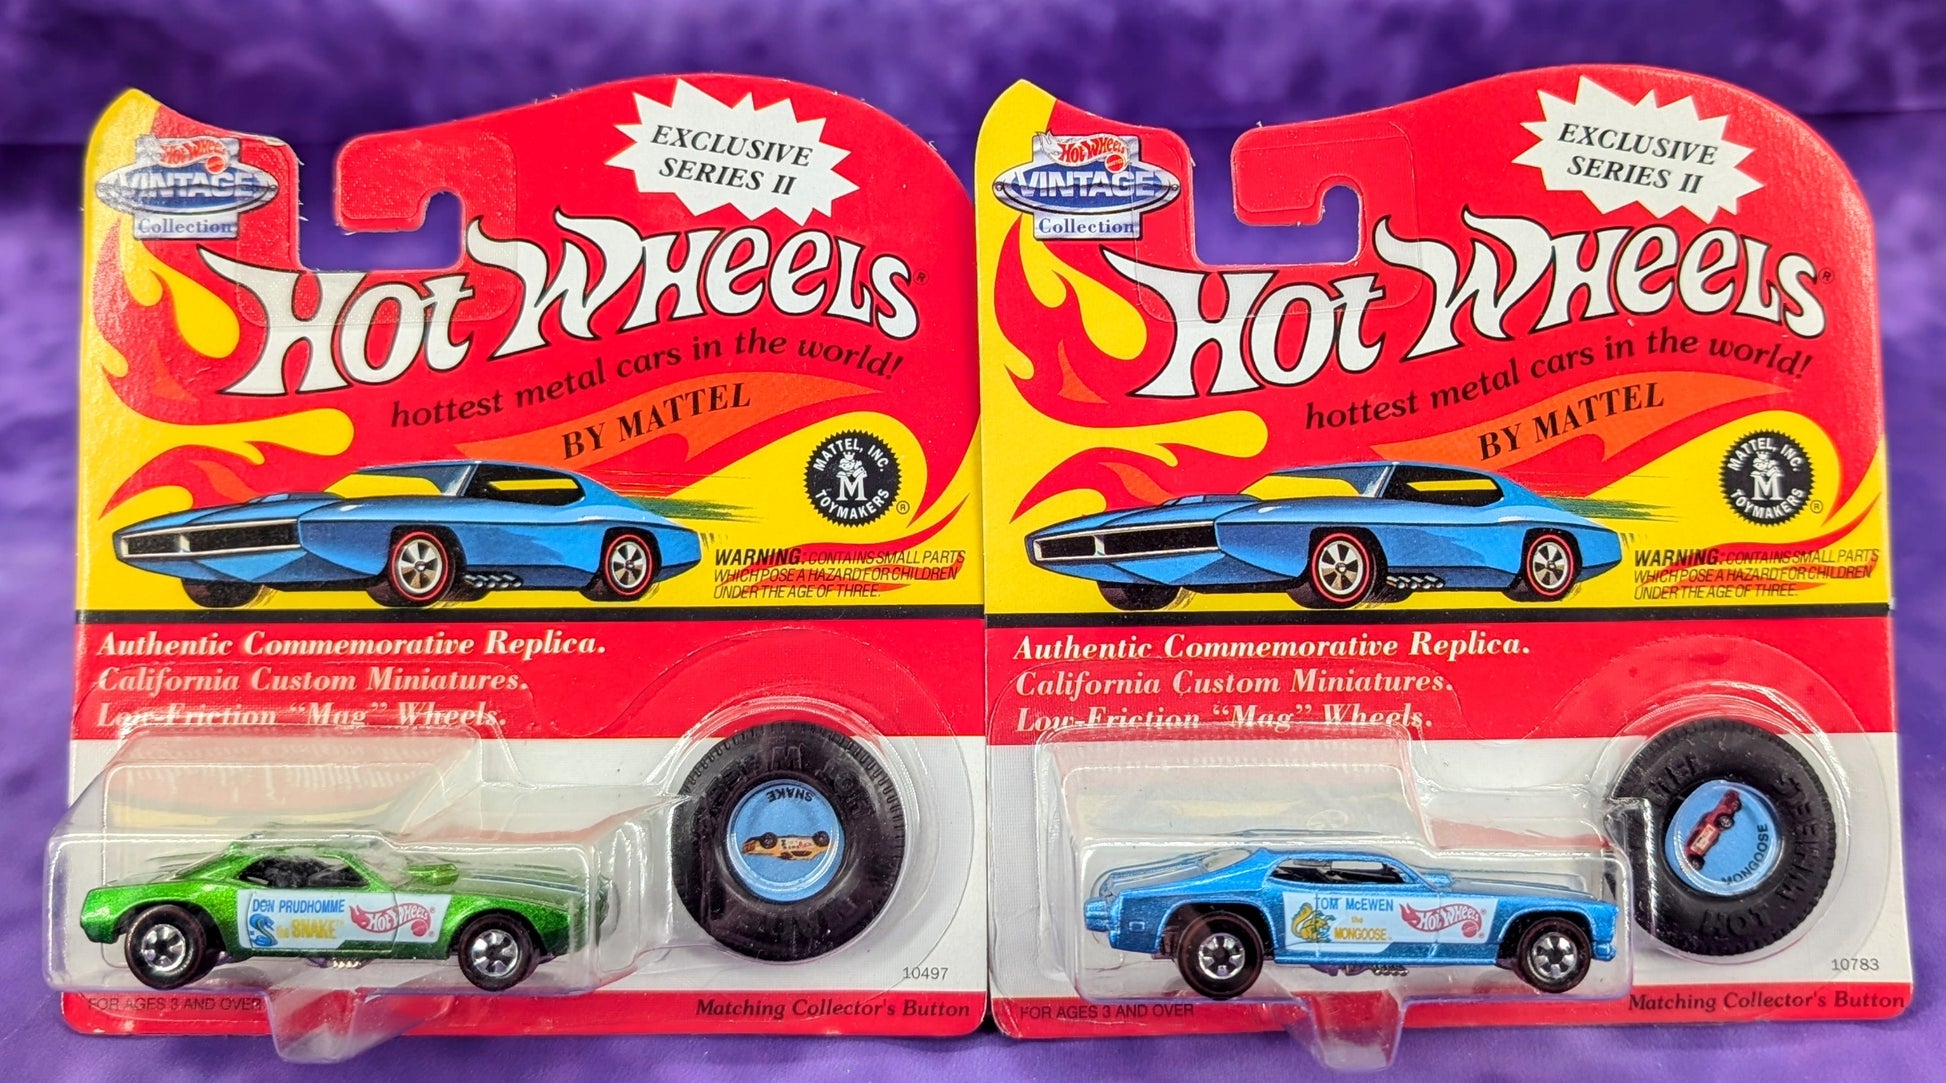 Hot Wheels
VINTAGE
Collection
EXCLUSIVE
SERIES II
HOT WHEELS®
hottest metal cars in the world!
BY MATTEL
MATTEL, INC.
M
TOYMAKERS
®
WARNING: CONTAINS SMALL PARTS
WHICH POSE A HAZARD FOR CHILDREN
UNDER THE AGE OF THREE.
Authentic Commemorative Replica.
California Custom Miniatures.
Low-Friction "Mag" Wheels.
SNAKE
DON PRUDHOMME
the SNAKE™
Hot Wheels
10497
FOR AGES 3 AND OVER
Matching Collector's Button
Hot Wheels
VINTAGE
Collection
EXCLUSIVE
SERIES II
HOT WHEELS®
hottest metal cars in the world!
BY MATTEL
MATTEL, INC.
M
TOYMAKERS
®
WARNING: CONTAINS SMALL PARTS
WHICH POSE A HAZARD FOR CHILDREN
UNDER THE AGE OF THREE.
Authentic Commemorative Replica.
California Custom Miniatures.
Low-Friction "Mag" Wheels.
MONGOOSE
HOT WHEELS
TOM McEWEN
the
MONGOOSE
Hot Wheels
10783
FOR AGES 3 AND OVER
Matching Collector's Button